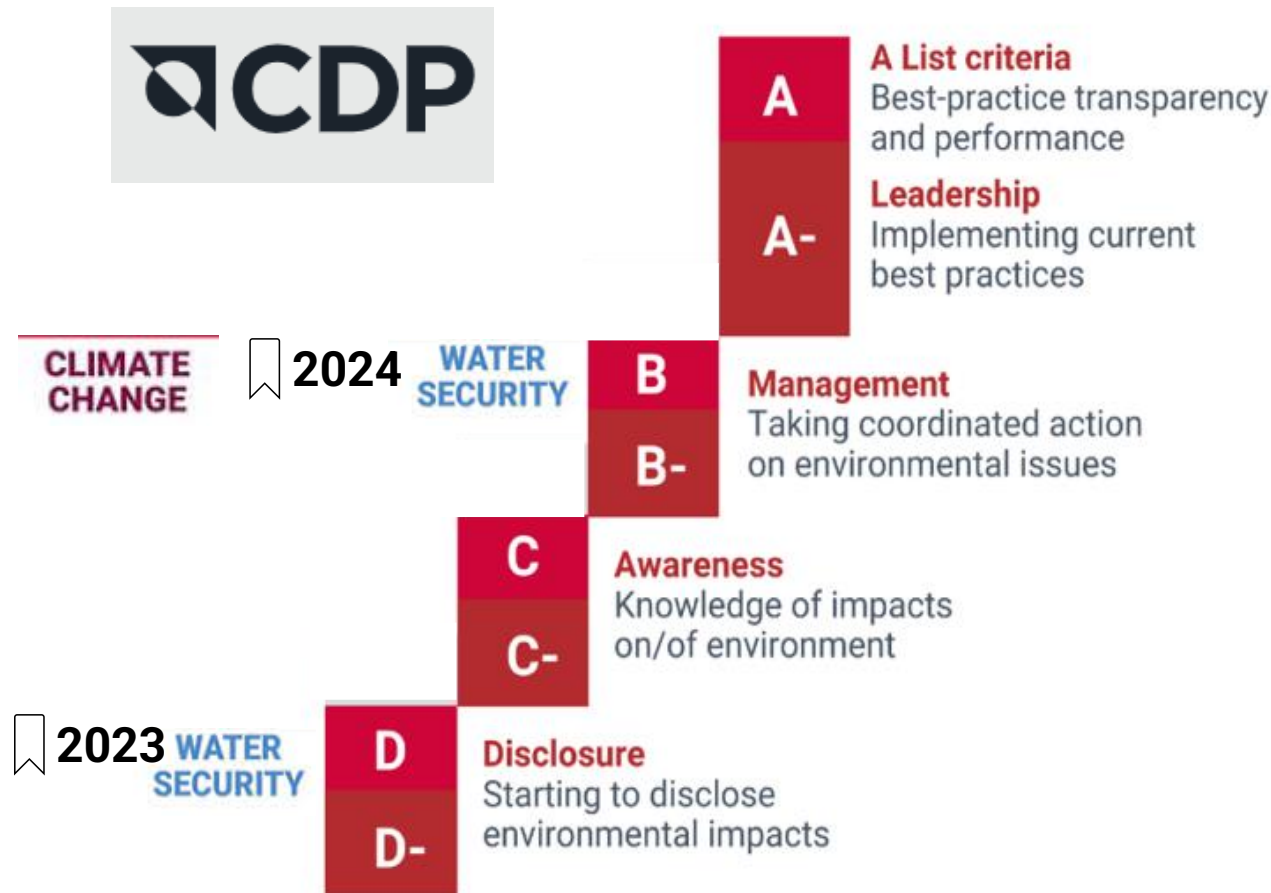 CDP
A
A List criteria
Best-practice transparency
and performance
A-
Leadership
Implementing current
best practices
CLIMATE
CHANGE
2024
WATER
SECURITY
B
Management
Taking coordinated action
on environmental issues
B-
C
Awareness
Knowledge of impacts
on/of environment
C-
2023
WATER
SECURITY
D
Disclosure
Starting to disclose
environmental impacts
D-